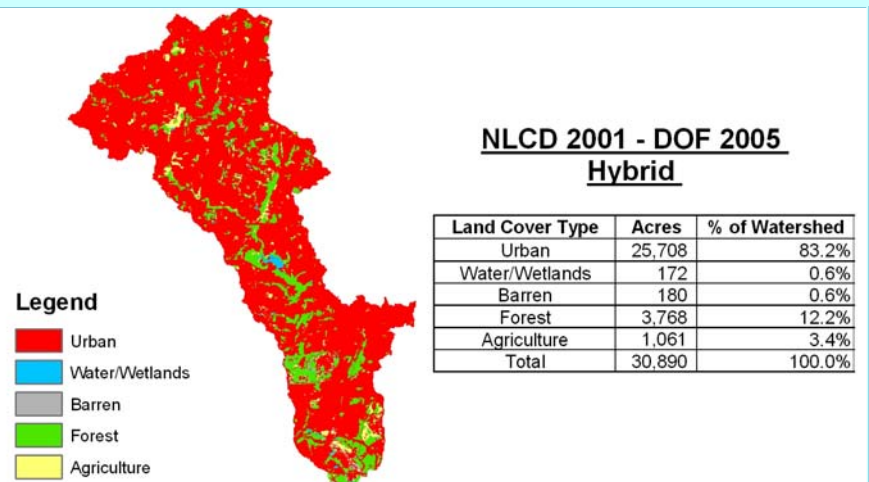 NLCD 2001 - DOF 2005
Hybrid
Land Cover Type Acres % of Watershed
Urban 25,708 83.2%
Water/Wetlands 172 0.6%
Barren 180 0.6%
Forest 3,768 12.2%
Agriculture 1,061 3.4%
Total 30,890 100.0%
Legend
Urban
Water/Wetlands
Barren
Forest
Agriculture